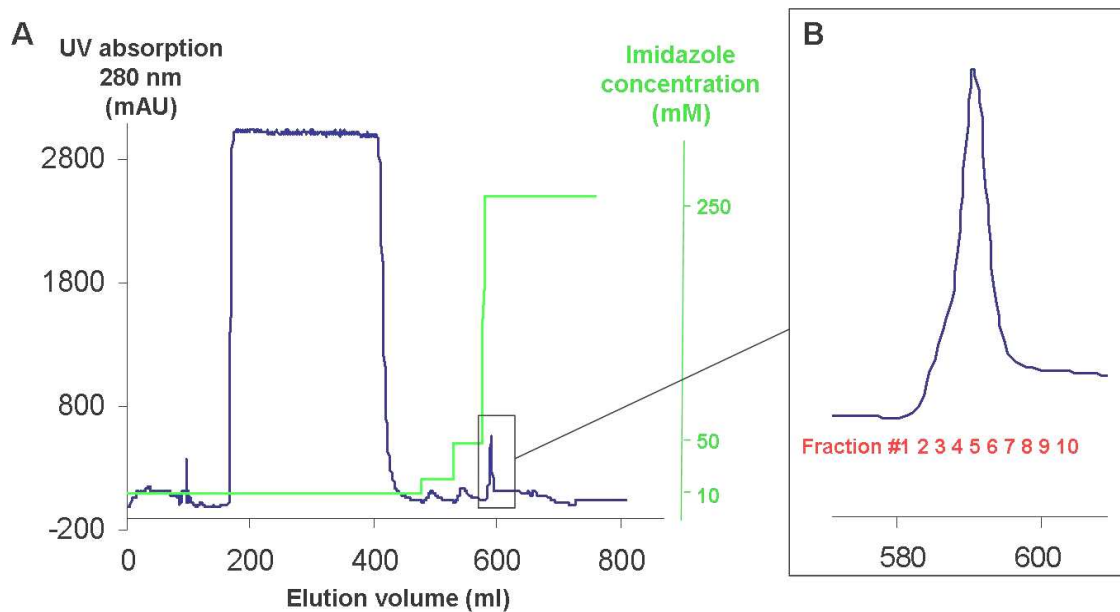 A
UV absorption
280 nm
(mAU)
Imidazole
concentration
(mM)
B
2800
1800
800
-200
250
50
10
0
200
400
600
800
Elution volume (ml)
Fraction #1 2 3 4 5 6 7 8 9 10
580
600